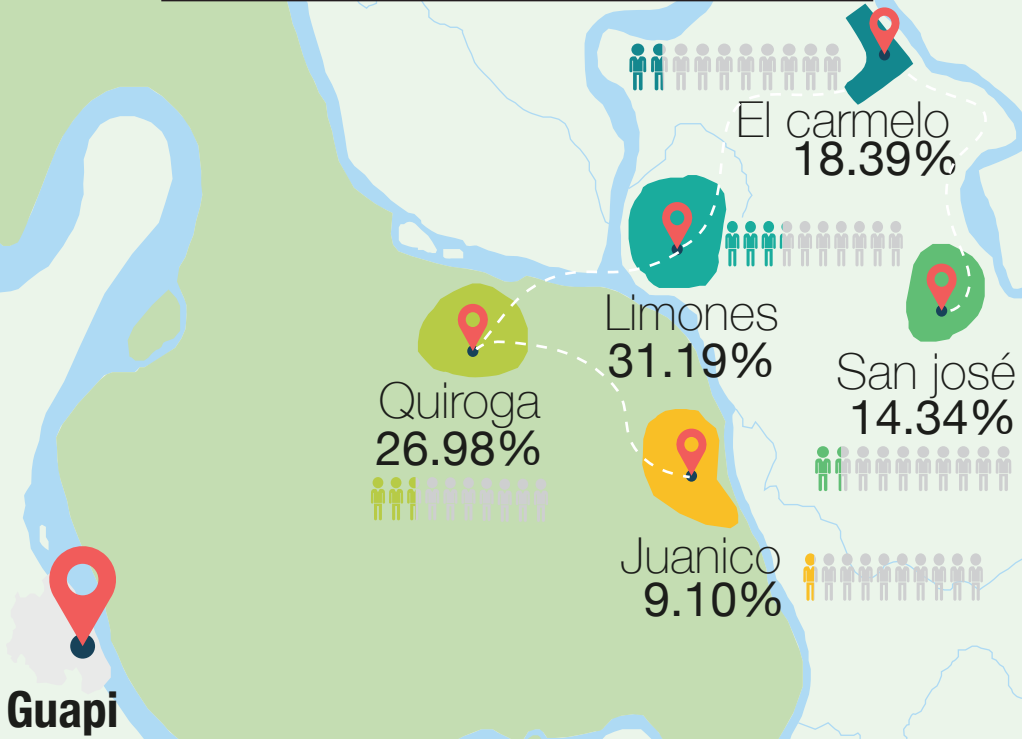 El carmelo
18.39%
Limones
31.19%
San josé
14.34%
Quiroga
26.98%
Juanico
9.10%
Guapi